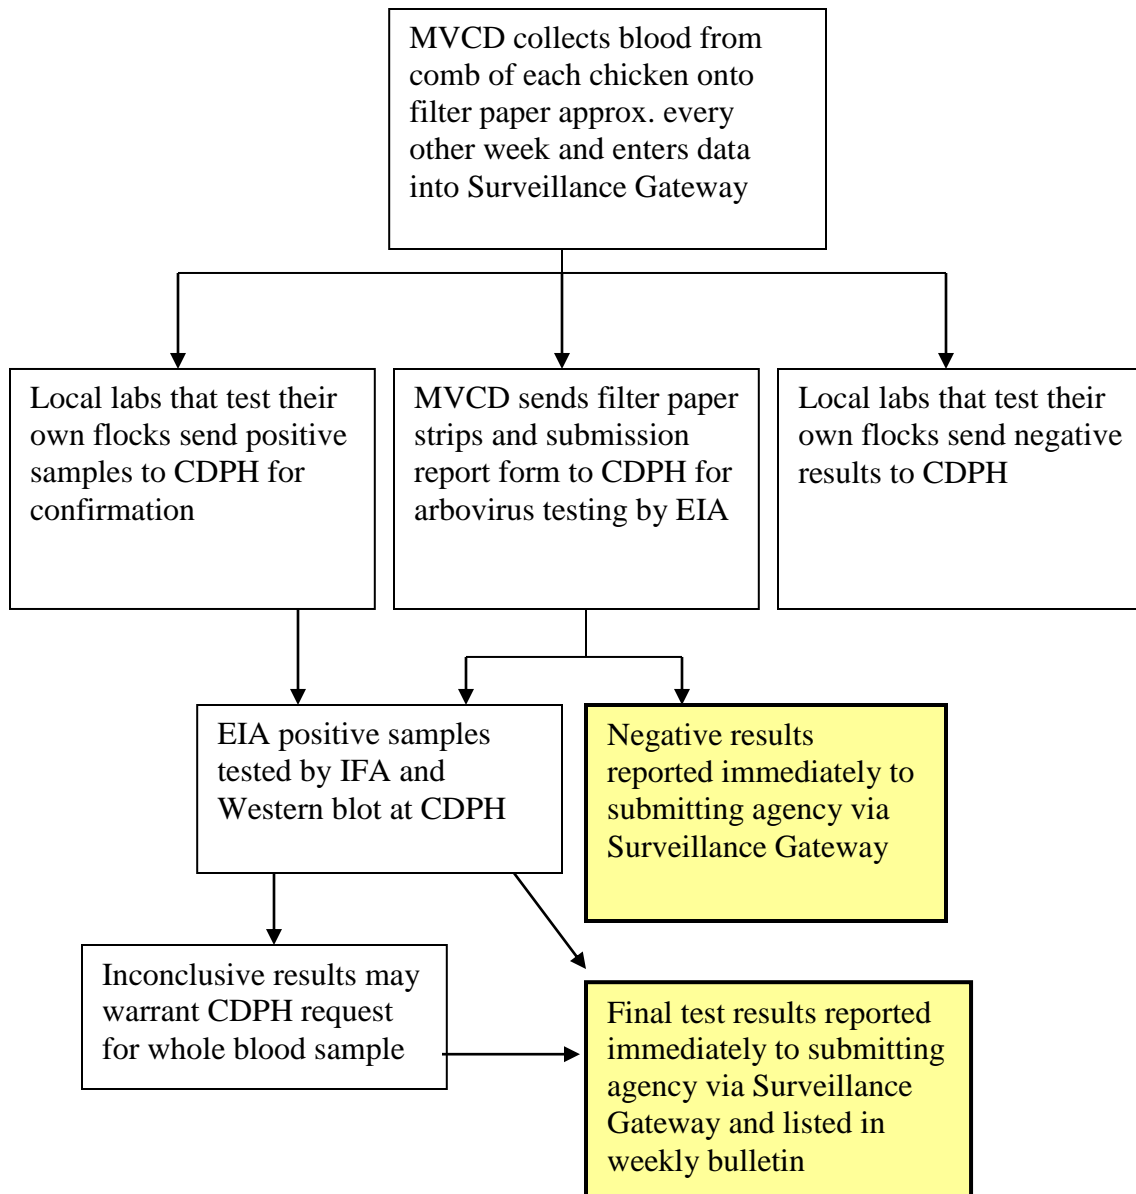 MVCD collects blood from
comb of each chicken onto
filter paper approx. every
other week and enters data
into Surveillance Gateway
Local labs that test their
own flocks send positive
samples to CDPH for
confirmation
MVCD sends filter paper
strips and submission
report form to CDPH for
arbovirus testing by EIA
Local labs that test their
own flocks send negative
results to CDPH
EIA positive samples
tested by IFA and
Western blot at CDPH
Negative results
reported immediately to
submitting agency via
Surveillance Gateway
Inconclusive results may
warrant CDPH request
for whole blood sample
Final test results reported
immediately to submitting
agency via Surveillance
Gateway and listed in
weekly bulletin